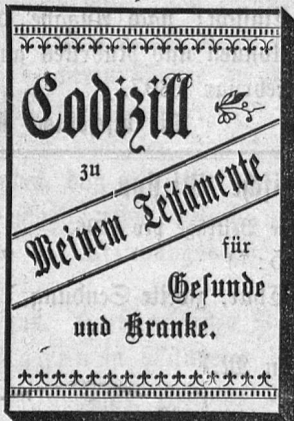 Codizill
zu
Meinem Testamente
für
Gesunde
und Kranke.